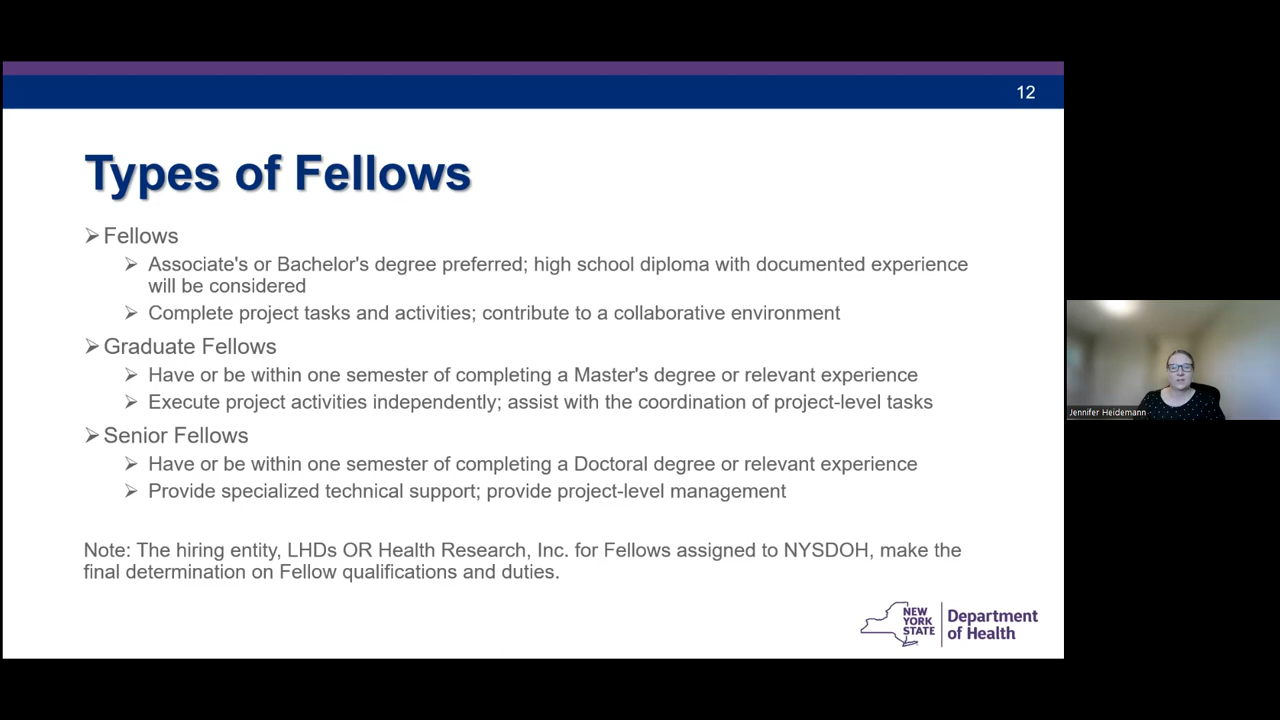 12
Types of Fellows
Fellows
Associate's or Bachelor's degree preferred; high school diploma with documented experience
will be considered
Complete project tasks and activities; contribute to a collaborative environment
Graduate Fellows
Have or be within one semester of completing a Master's degree or relevant experience
Execute project activities independently; assist with the coordination of project-level tasks
Senior Fellows
Have or be within one semester of completing a Doctoral degree or relevant experience
Provide specialized technical support; provide project-level management
Note: The hiring entity, LHDs OR Health Research, Inc. for Fellows assigned to NYSDOH, make the
final determination on Fellow qualifications and duties.
NEW
YORK
STATE
Department
of Health
Jennifer Heidemann